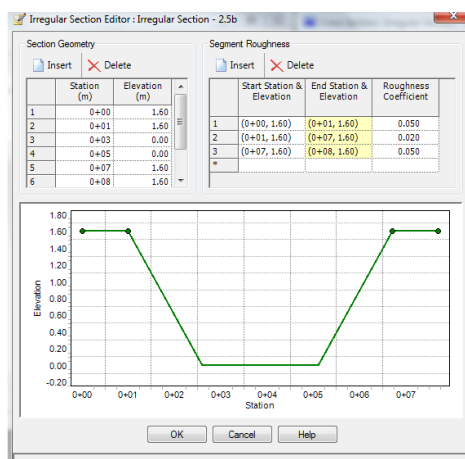 Irregular Section Editor : Irregular Section - 2.5b
Section Geometry
Insert Delete
Station (m) Elevation (m)
1 0+00 1.60
2 0+01 1.60
3 0+03 0.00
4 0+05 0.00
5 0+07 1.60
6 0+08 1.60
Segment Roughness
Insert Delete
Start Station & Elevation End Station & Elevation Roughness Coefficient
1 (0+00, 1.60) (0+01, 1.60) 0.050
2 (0+01, 1.60) (0+07, 1.60) 0.020
3 (0+07, 1.60) (0+08, 1.60) 0.050
*
Elevation
1.80
1.60
1.40
1.20
1.00
0.80
0.60
0.40
0.20
0.00
-0.20
0+00 0+01 0+02 0+03 0+04 0+05 0+06 0+07
Station
OK Cancel Help